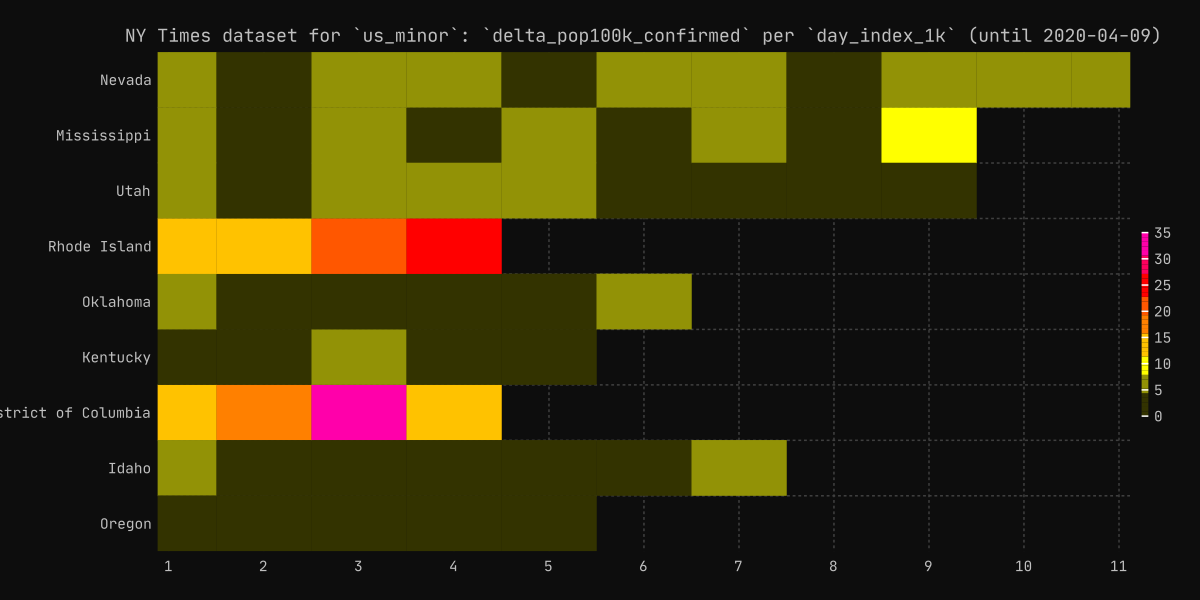 NY Times dataset for `us_minor`: `delta_pop100k_confirmed` per `day_index_1k` (until 2020-04-09)
Nevada
Mississippi
Utah
Rhode Island
Oklahoma
Kentucky
strict of Columbia
Idaho
Oregon
1 2 3 4 5 6 7 8 9 10 11
35
30
25
20
15
10
5
0